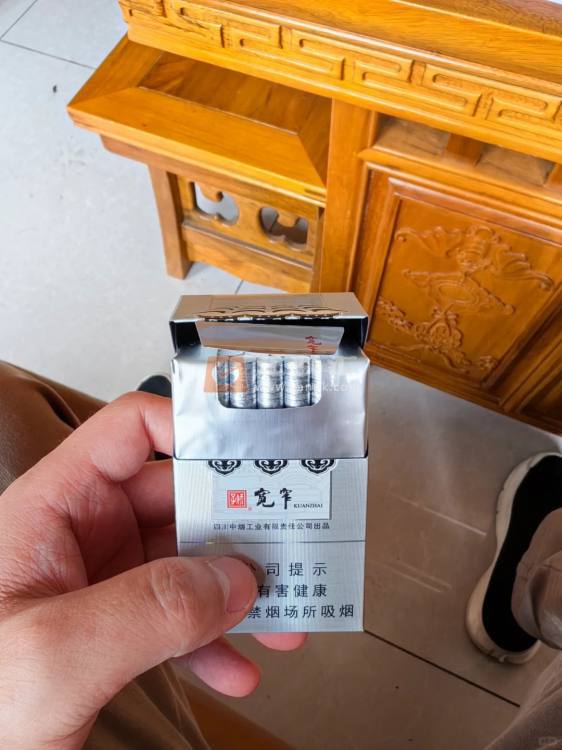 宽窄
KUANZHAI
四川中烟工业有限责任公司出品
公司提示
有害健康
禁烟场所吸烟